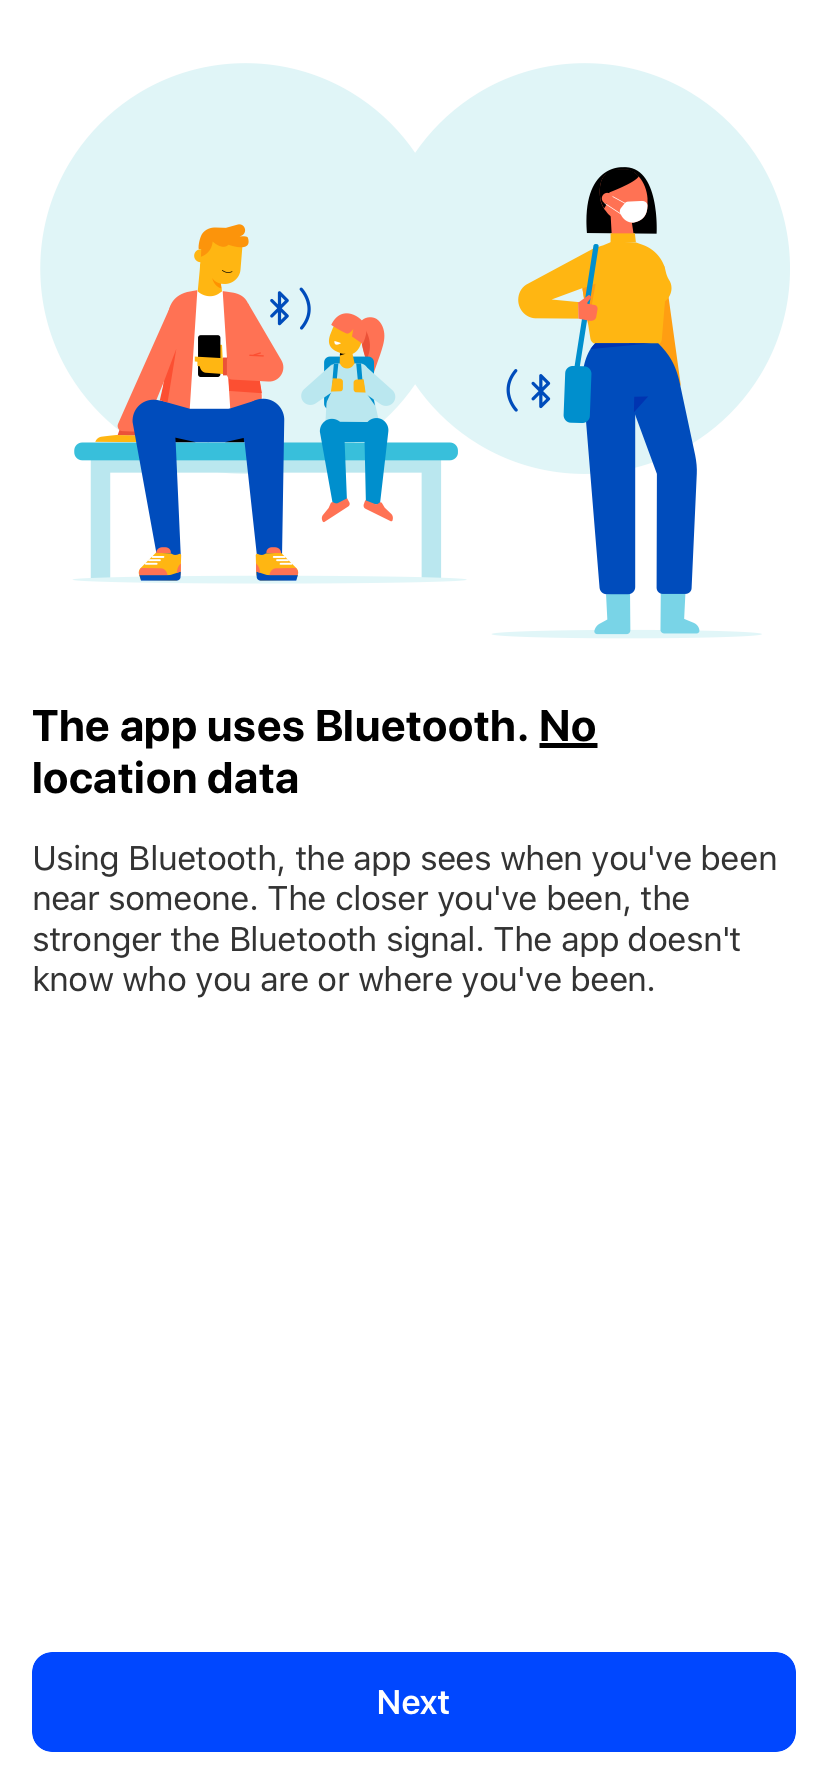 The app uses Bluetooth. No
location data
Using Bluetooth, the app sees when you've been
near someone. The closer you've been, the
stronger the Bluetooth signal. The app doesn't
know who you are or where you've been.
Next